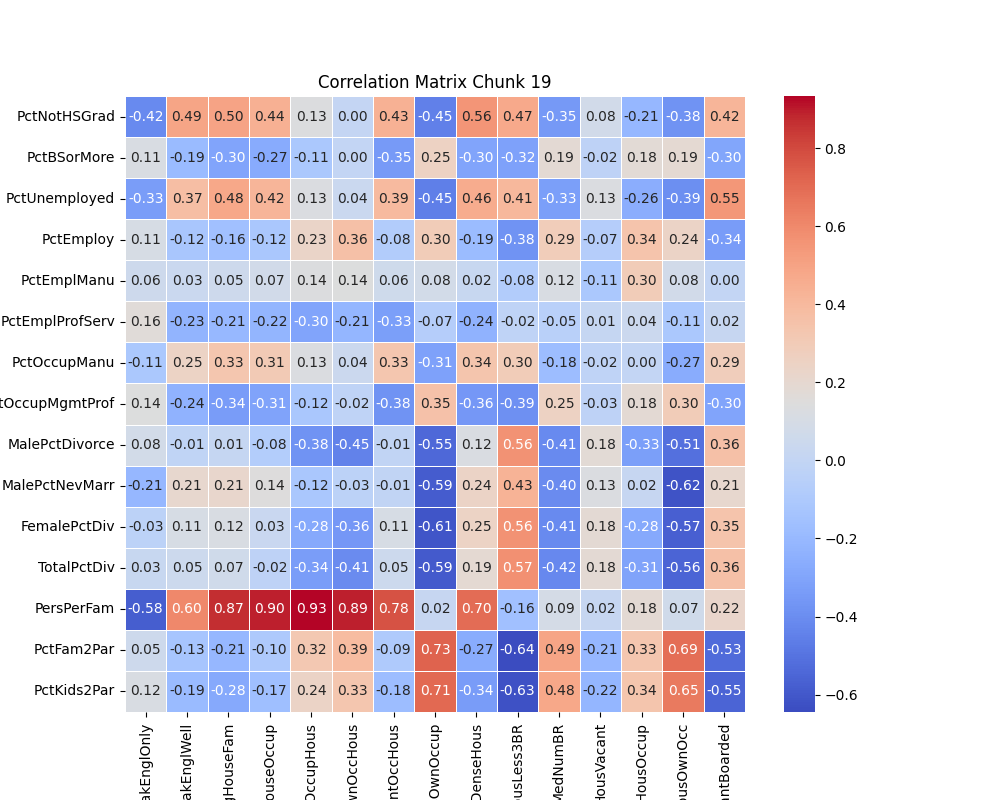 Correlation Matrix Chunk 19
PctNotHSGrad -0.42 0.49 0.50 0.44 0.13 0.00 0.43 -0.45 0.56 0.47 -0.35 0.08 -0.21 -0.38 0.42
PctBSorMore 0.11 -0.19 -0.30 -0.27 -0.11 0.00 -0.35 0.25 -0.30 -0.32 0.19 -0.02 0.18 0.19 -0.30
PctUnemployed -0.33 0.37 0.48 0.42 0.13 0.04 0.39 -0.45 0.46 0.41 -0.33 0.13 -0.26 -0.39 0.55
PctEmploy 0.11 -0.12 -0.16 -0.12 0.23 0.36 -0.08 0.30 -0.19 -0.38 0.29 -0.07 0.34 0.24 -0.34
PctEmplManu 0.06 0.03 0.05 0.07 0.14 0.14 0.06 0.08 0.02 -0.08 0.12 -0.11 0.30 0.08 0.00
PctEmplProfServ 0.16 -0.23 -0.21 -0.22 -0.30 -0.21 -0.33 -0.07 -0.24 -0.02 -0.05 0.01 0.04 -0.11 0.02
PctOccupManu -0.11 0.25 0.33 0.31 0.13 0.04 0.33 -0.31 0.34 0.30 -0.18 -0.02 0.00 -0.27 0.29
tOccupMgmtProf 0.14 -0.24 -0.34 -0.31 -0.12 -0.02 -0.38 0.35 -0.36 -0.39 0.25 -0.03 0.18 0.30 -0.30
MalePctDivorce 0.08 -0.01 0.01 -0.08 -0.38 -0.45 -0.01 -0.55 0.12 0.56 -0.41 0.18 -0.33 -0.51 0.36
MalePctNevMarr -0.21 0.21 0.21 0.14 -0.12 -0.03 -0.01 -0.59 0.24 0.43 -0.40 0.13 0.02 -0.62 0.21
FemalePctDiv -0.03 0.11 0.12 0.03 -0.28 -0.36 0.11 -0.61 0.25 0.56 -0.41 0.18 -0.28 -0.57 0.35
TotalPctDiv 0.03 0.05 0.07 -0.02 -0.34 -0.41 0.05 -0.59 0.19 0.57 -0.42 0.18 -0.31 -0.56 0.36
PersPerFam -0.58 0.60 0.87 0.90 0.93 0.89 0.78 0.02 0.70 -0.16 0.09 0.02 0.18 0.07 0.22
PctFam2Par 0.05 -0.13 -0.21 -0.10 0.32 0.39 -0.09 0.73 -0.27 -0.64 0.49 -0.21 0.33 0.69 -0.53
PctKids2Par 0.12 -0.19 -0.28 -0.17 0.24 0.33 -0.18 0.71 -0.34 -0.63 0.48 -0.22 0.34 0.65 -0.55
akEnglOnly
akEnglWell
gHouseFam
ouseOccup
OccupHous
wnOccHous
ntOccHous
OwnOccup
DenseHous
ousLess3BR
MedNumBR
HousVacant
HousOccup
ousOwnOcc
antBoarded
0.8
0.6
0.4
0.2
0.0
−0.2
−0.4
−0.6